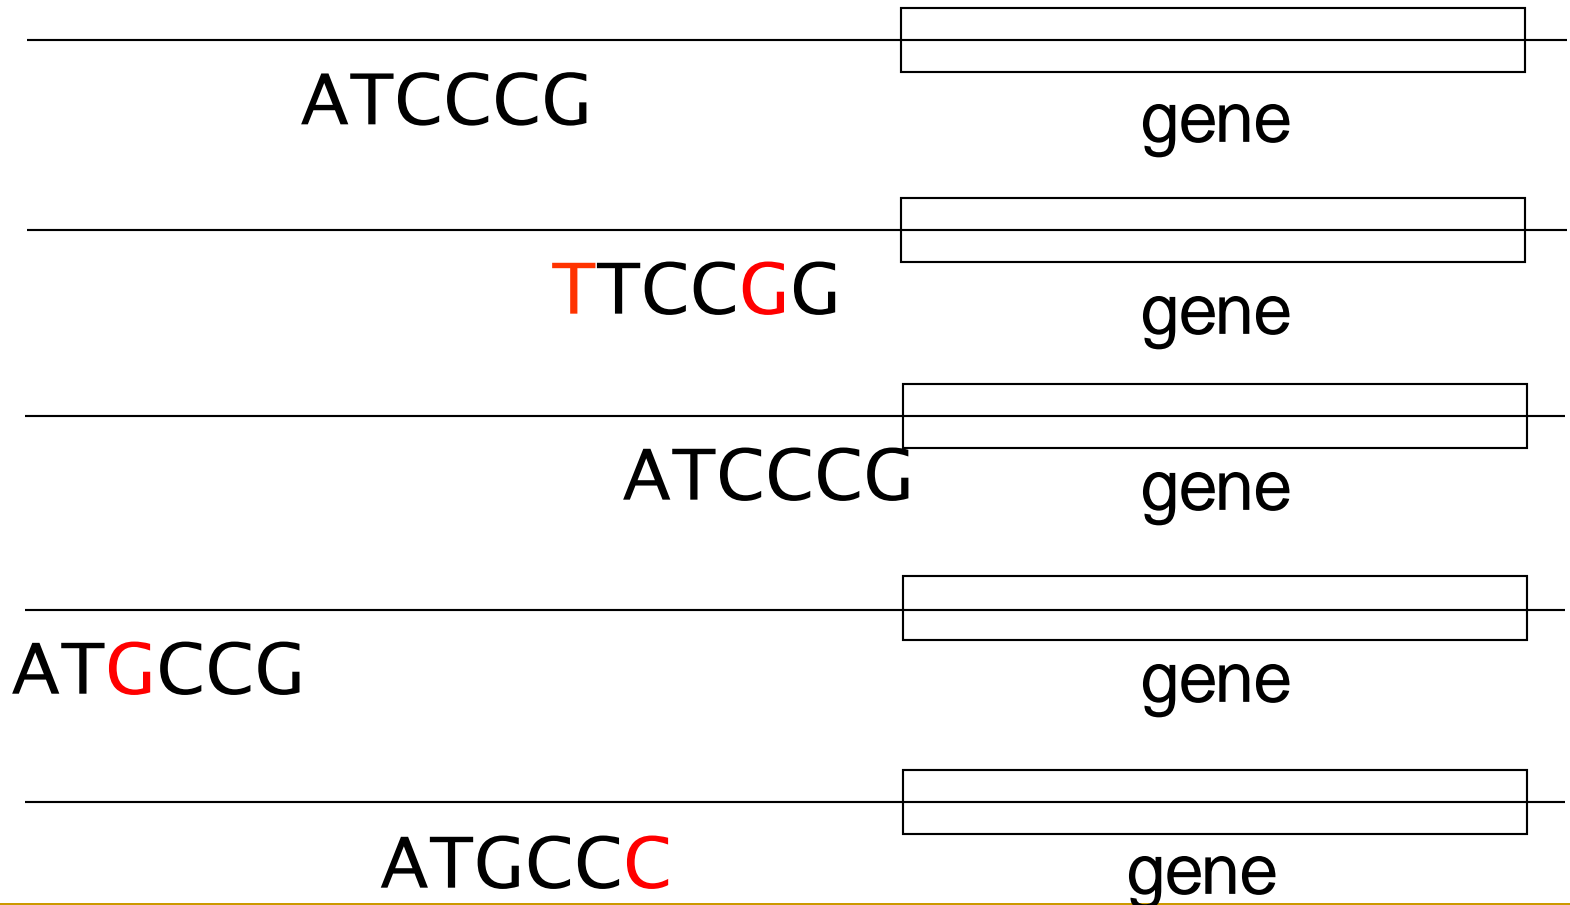 ATCCCG
gene
TTCCGG
gene
ATCCCG
gene
ATGCCG
gene
ATGCCC
gene